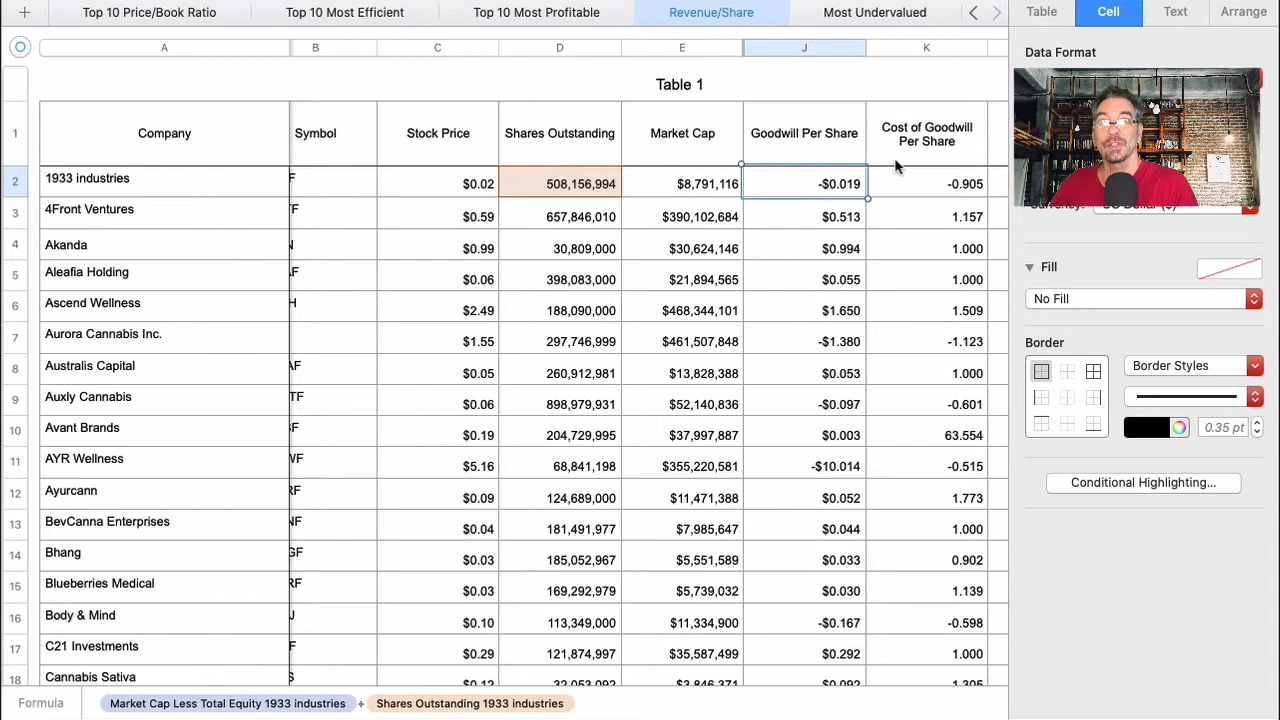 Top 10 Price/Book Ratio Top 10 Most Efficient Top 10 Most Profitable Revenue/Share Most Undervalued
Table Cell Text Arrange
A B C D E J K
Data Format
Table 1
1 Company Symbol Stock Price Shares Outstanding Market Cap Goodwill Per Share Cost of Goodwill Per Share
2 1933 industries F $0.02 508,156,994 $8,791,116 -$0.019 -0.905
3 4Front Ventures F $0.59 657,846,010 $390,102,684 $0.513 1.157
4 Akanda $0.99 30,809,000 $30,624,146 $0.994 1.000
5 Aleafia Holding F $0.06 398,083,000 $21,894,565 $0.055 1.000
6 Ascend Wellness H $2.49 188,090,000 $468,344,101 $1.650 1.509
7 Aurora Cannabis Inc. $1.55 297,746,999 $461,507,848 -$1.380 -1.123
8 Australis Capital F $0.05 260,912,981 $13,828,388 $0.053 1.000
9 Auxly Cannabis TF $0.06 898,979,931 $52,140,836 -$0.097 -0.601
10 Avant Brands F $0.19 204,729,995 $37,997,887 $0.003 63.554
11 AYR Wellness F $5.16 68,841,198 $355,220,581 -$10.014 -0.515
12 Ayurcann F $0.09 124,689,000 $11,471,388 $0.052 1.773
13 BevCanna Enterprises F $0.04 181,491,977 $7,985,647 $0.044 1.000
14 Bhang GF $0.03 185,052,967 $5,551,589 $0.033 0.902
15 Blueberries Medical F $0.03 169,292,979 $5,739,032 $0.030 1.139
16 Body & Mind J $0.10 113,349,000 $11,334,900 -$0.167 -0.598
17 C21 Investments F $0.29 121,874,997 $35,587,499 $0.292 1.000
18 Cannabis Sativa
Fill
No Fill
Border
Border Styles
0.35 pt
Conditional Highlighting...
Formula Market Cap Less Total Equity 1933 industries ÷ Shares Outstanding 1933 industries